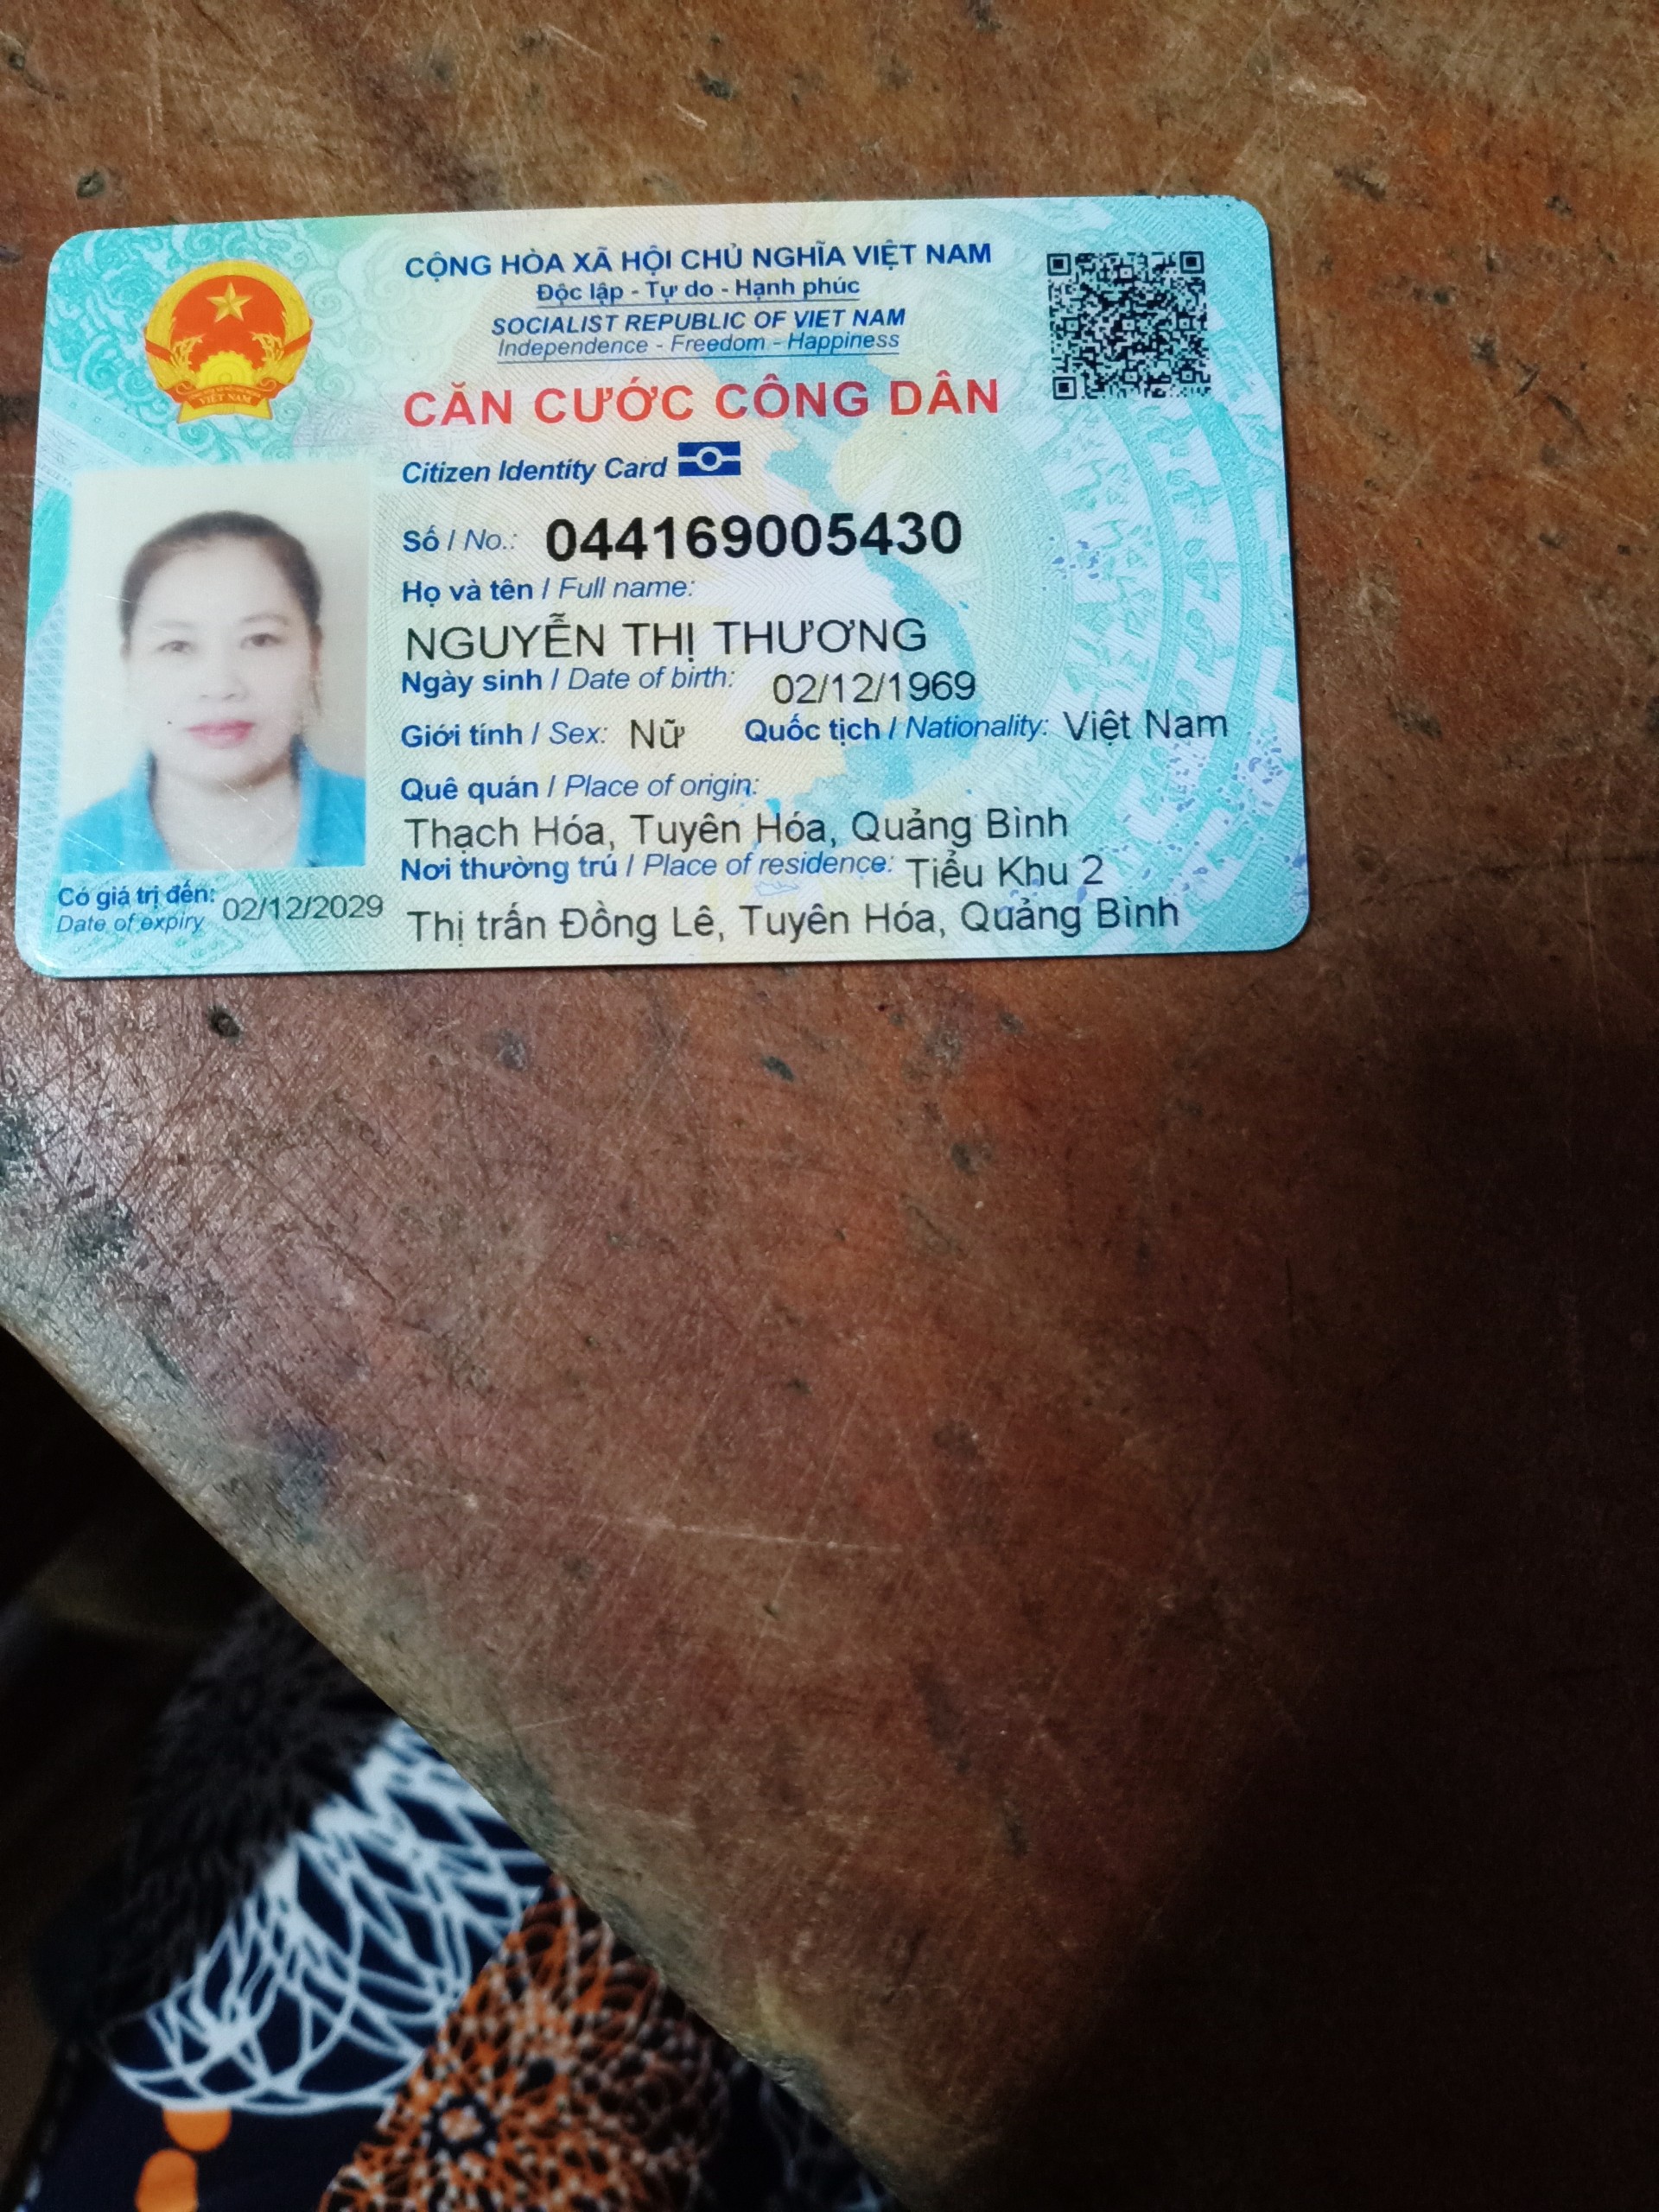 CỘNG HÒA XÃ HỘI CHỦ NGHĨA VIỆT NAM
Độc lập - Tự do - Hạnh phúc
SOCIALIST REPUBLIC OF VIET NAM
Independence - Freedom - Happiness
CĂN CƯỚC CÔNG DÂN
Citizen Identity Card
VIỆT NAM
Số / No.: 044169005430
Họ và tên / Full name:
NGUYỄN THỊ THƯƠNG
Ngày sinh / Date of birth: 02/12/1969
Giới tính / Sex: Nữ Quốc tịch / Nationality: Việt Nam
Quê quán / Place of origin:
Thạch Hóa, Tuyên Hóa, Quảng Bình
Nơi thường trú / Place of residence: Tiểu Khu 2
Thị trấn Đồng Lê, Tuyên Hóa, Quảng Bình
Có giá trị đến: 02/12/2029
Date of expiry